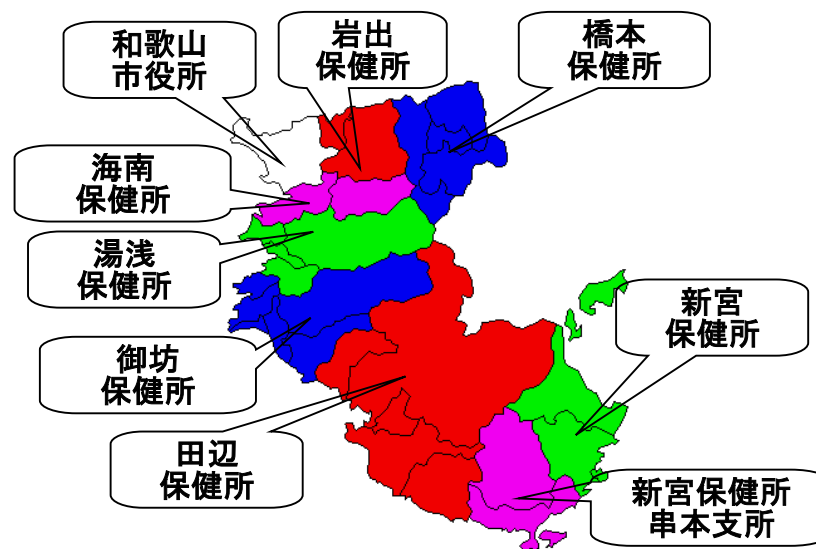 和歌山
市役所
岩出
保健所
橋本
保健所
海南
保健所
湯浅
保健所
新宮
保健所
御坊
保健所
田辺
保健所
新宮保健所
串本支所